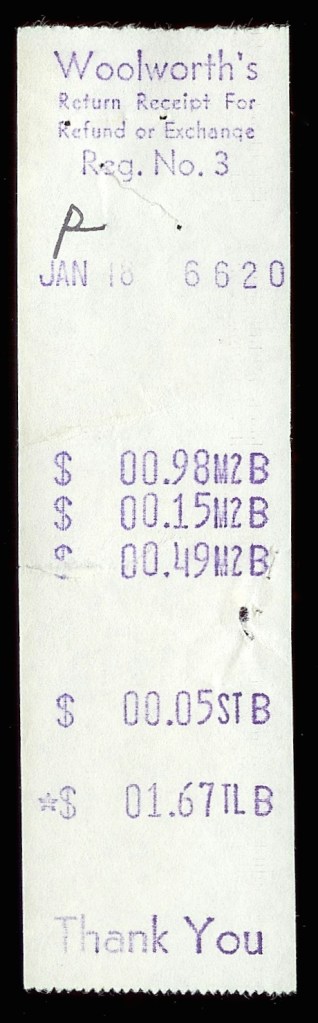 Woolworth's
Return Receipt For
Refund or Exchange
Reg. No. 3
p
JAN 18 6620
$ 00.98M2B
$ 00.15M2B
$ 00.49M2B
$ 00.05STB
*$ 01.67TLB
Thank You